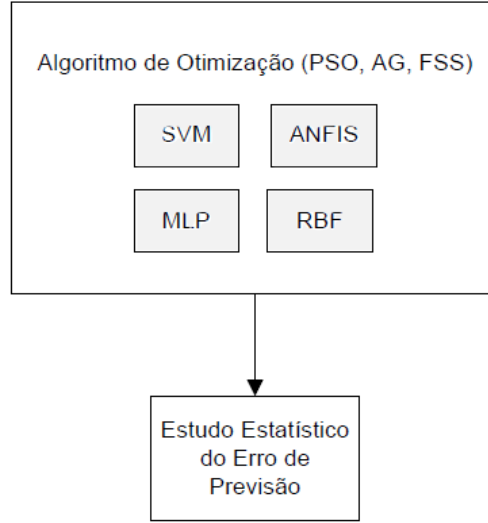 Algoritmo de Otimização (PSO, AG, FSS)
SVM ANFIS
MLP RBF
Estudo Estatístico
do Erro de
Previsão